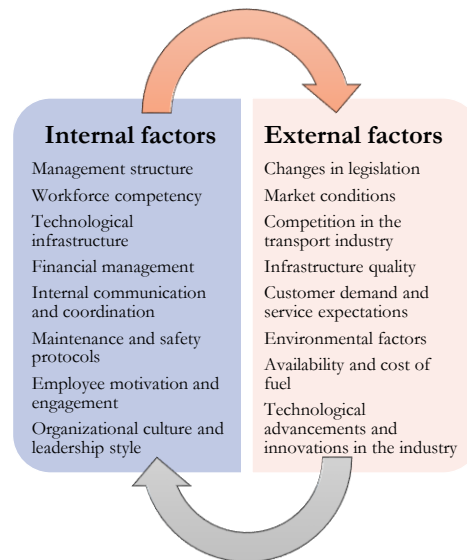 Internal factors
Management structure
Workforce competency
Technological
infrastructure
Financial management
Internal communication
and coordination
Maintenance and safety
protocols
Employee motivation and
engagement
Organizational culture and
leadership style
External factors
Changes in legislation
Market conditions
Competition in the
transport industry
Infrastructure quality
Customer demand and
service expectations
Environmental factors
Availability and cost of
fuel
Technological
advancements and
innovations in the industry